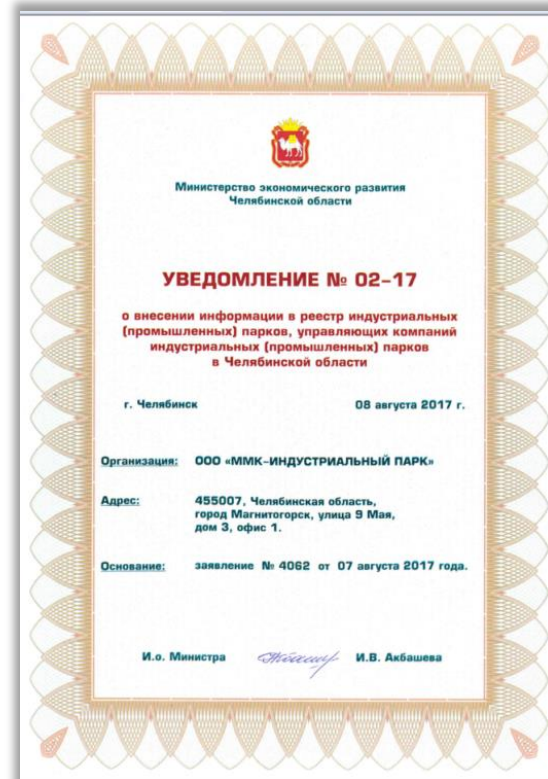 Министерство экономического развития
Челябинской области
УВЕДОМЛЕНИЕ № 02-17
о внесении информации в реестр индустриальных
(промышленных) парков, управляющих компаний
индустриальных (промышленных) парков
в Челябинской области
г. Челябинск 08 августа 2017 г.
Организация: ООО «ММК-ИНДУСТРИАЛЬНЫЙ ПАРК»
Адрес: 455007, Челябинская область,
город Магнитогорск, улица 9 Мая,
дом 3, офис 1.
Основание: заявление № 4062 от 07 августа 2017 года.
И.о. Министра И.В. Акбашева